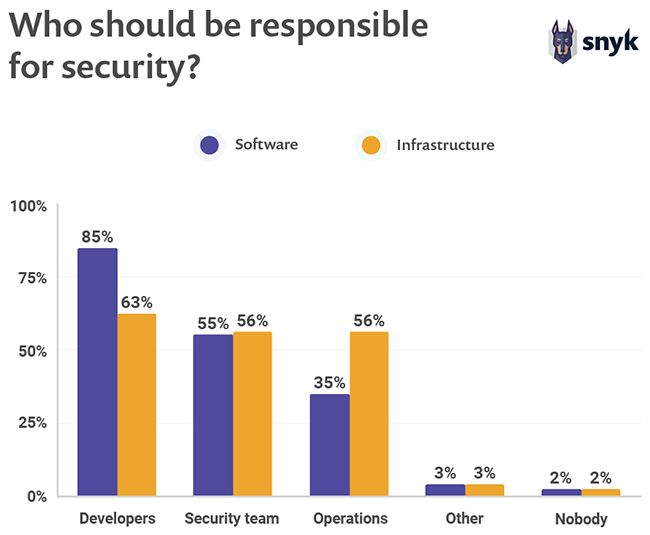 Who should be responsible
for security?
snyk
Software
Infrastructure
100%
75%
50%
25%
0%
85%
63%
55%
56%
35%
56%
3%
3%
2%
2%
Developers
Security team
Operations
Other
Nobody